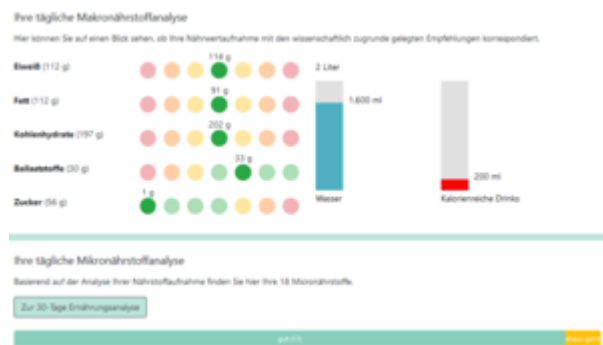 Ihre tägliche Makronährstoffanalyse
Hier können Sie auf einen Blick sehen, ob Ihre Nährwertaufnahme mit den wissenschaftlich zugrunde gelegten Empfehlungen korrespondiert.
Eiweiß (112 g)
114 g
2 Liter
Fett (112 g)
91 g
1.600 ml
Kohlenhydrate (197 g)
202 g
Ballaststoffe (30 g)
33 g
200 ml
Zucker (56 g)
1 g
Wasser
Kalorienreiche Drinks
Ihre tägliche Mikronährstoffanalyse
Basierend auf der Analyse Ihrer Nährstoffaufnahme finden Sie hier Ihre 18 Micronährstoffe.
Zur 30-Tage Ernährungsanalyse
gut (17)